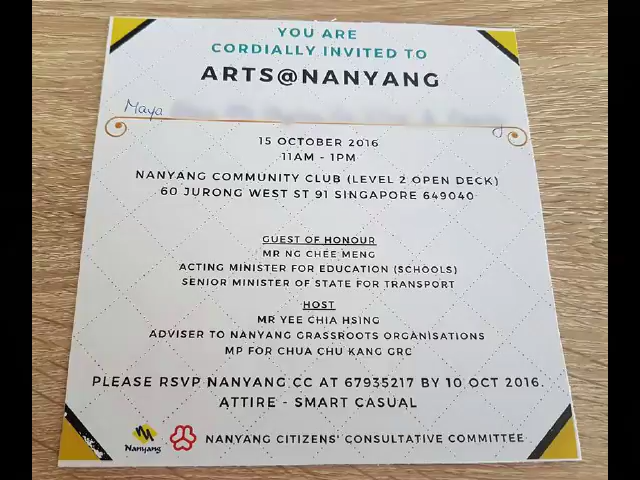 YOU ARE
CORDIALLY INVITED TO
ARTS@NANYANG
Maya
15 OCTOBER 2016
11AM - 1PM
NANYANG COMMUNITY CLUB (LEVEL 2 OPEN DECK)
60 JURONG WEST ST 91 SINGAPORE 649040
GUEST OF HONOUR
MR NG CHEE MENG
ACTING MINISTER FOR EDUCATION (SCHOOLS)
SENIOR MINISTER OF STATE FOR TRANSPORT
HOST
MR YEE CHIA HSING
ADVISER TO NANYANG GRASSROOTS ORGANISATIONS
MP FOR CHUA CHU KANG GRC
PLEASE RSVP NANYANG CC AT 67935217 BY 10 OCT 2016.
ATTIRE - SMART CASUAL
Nanyang
NANYANG CITIZENS' CONSULTATIVE COMMITTEE